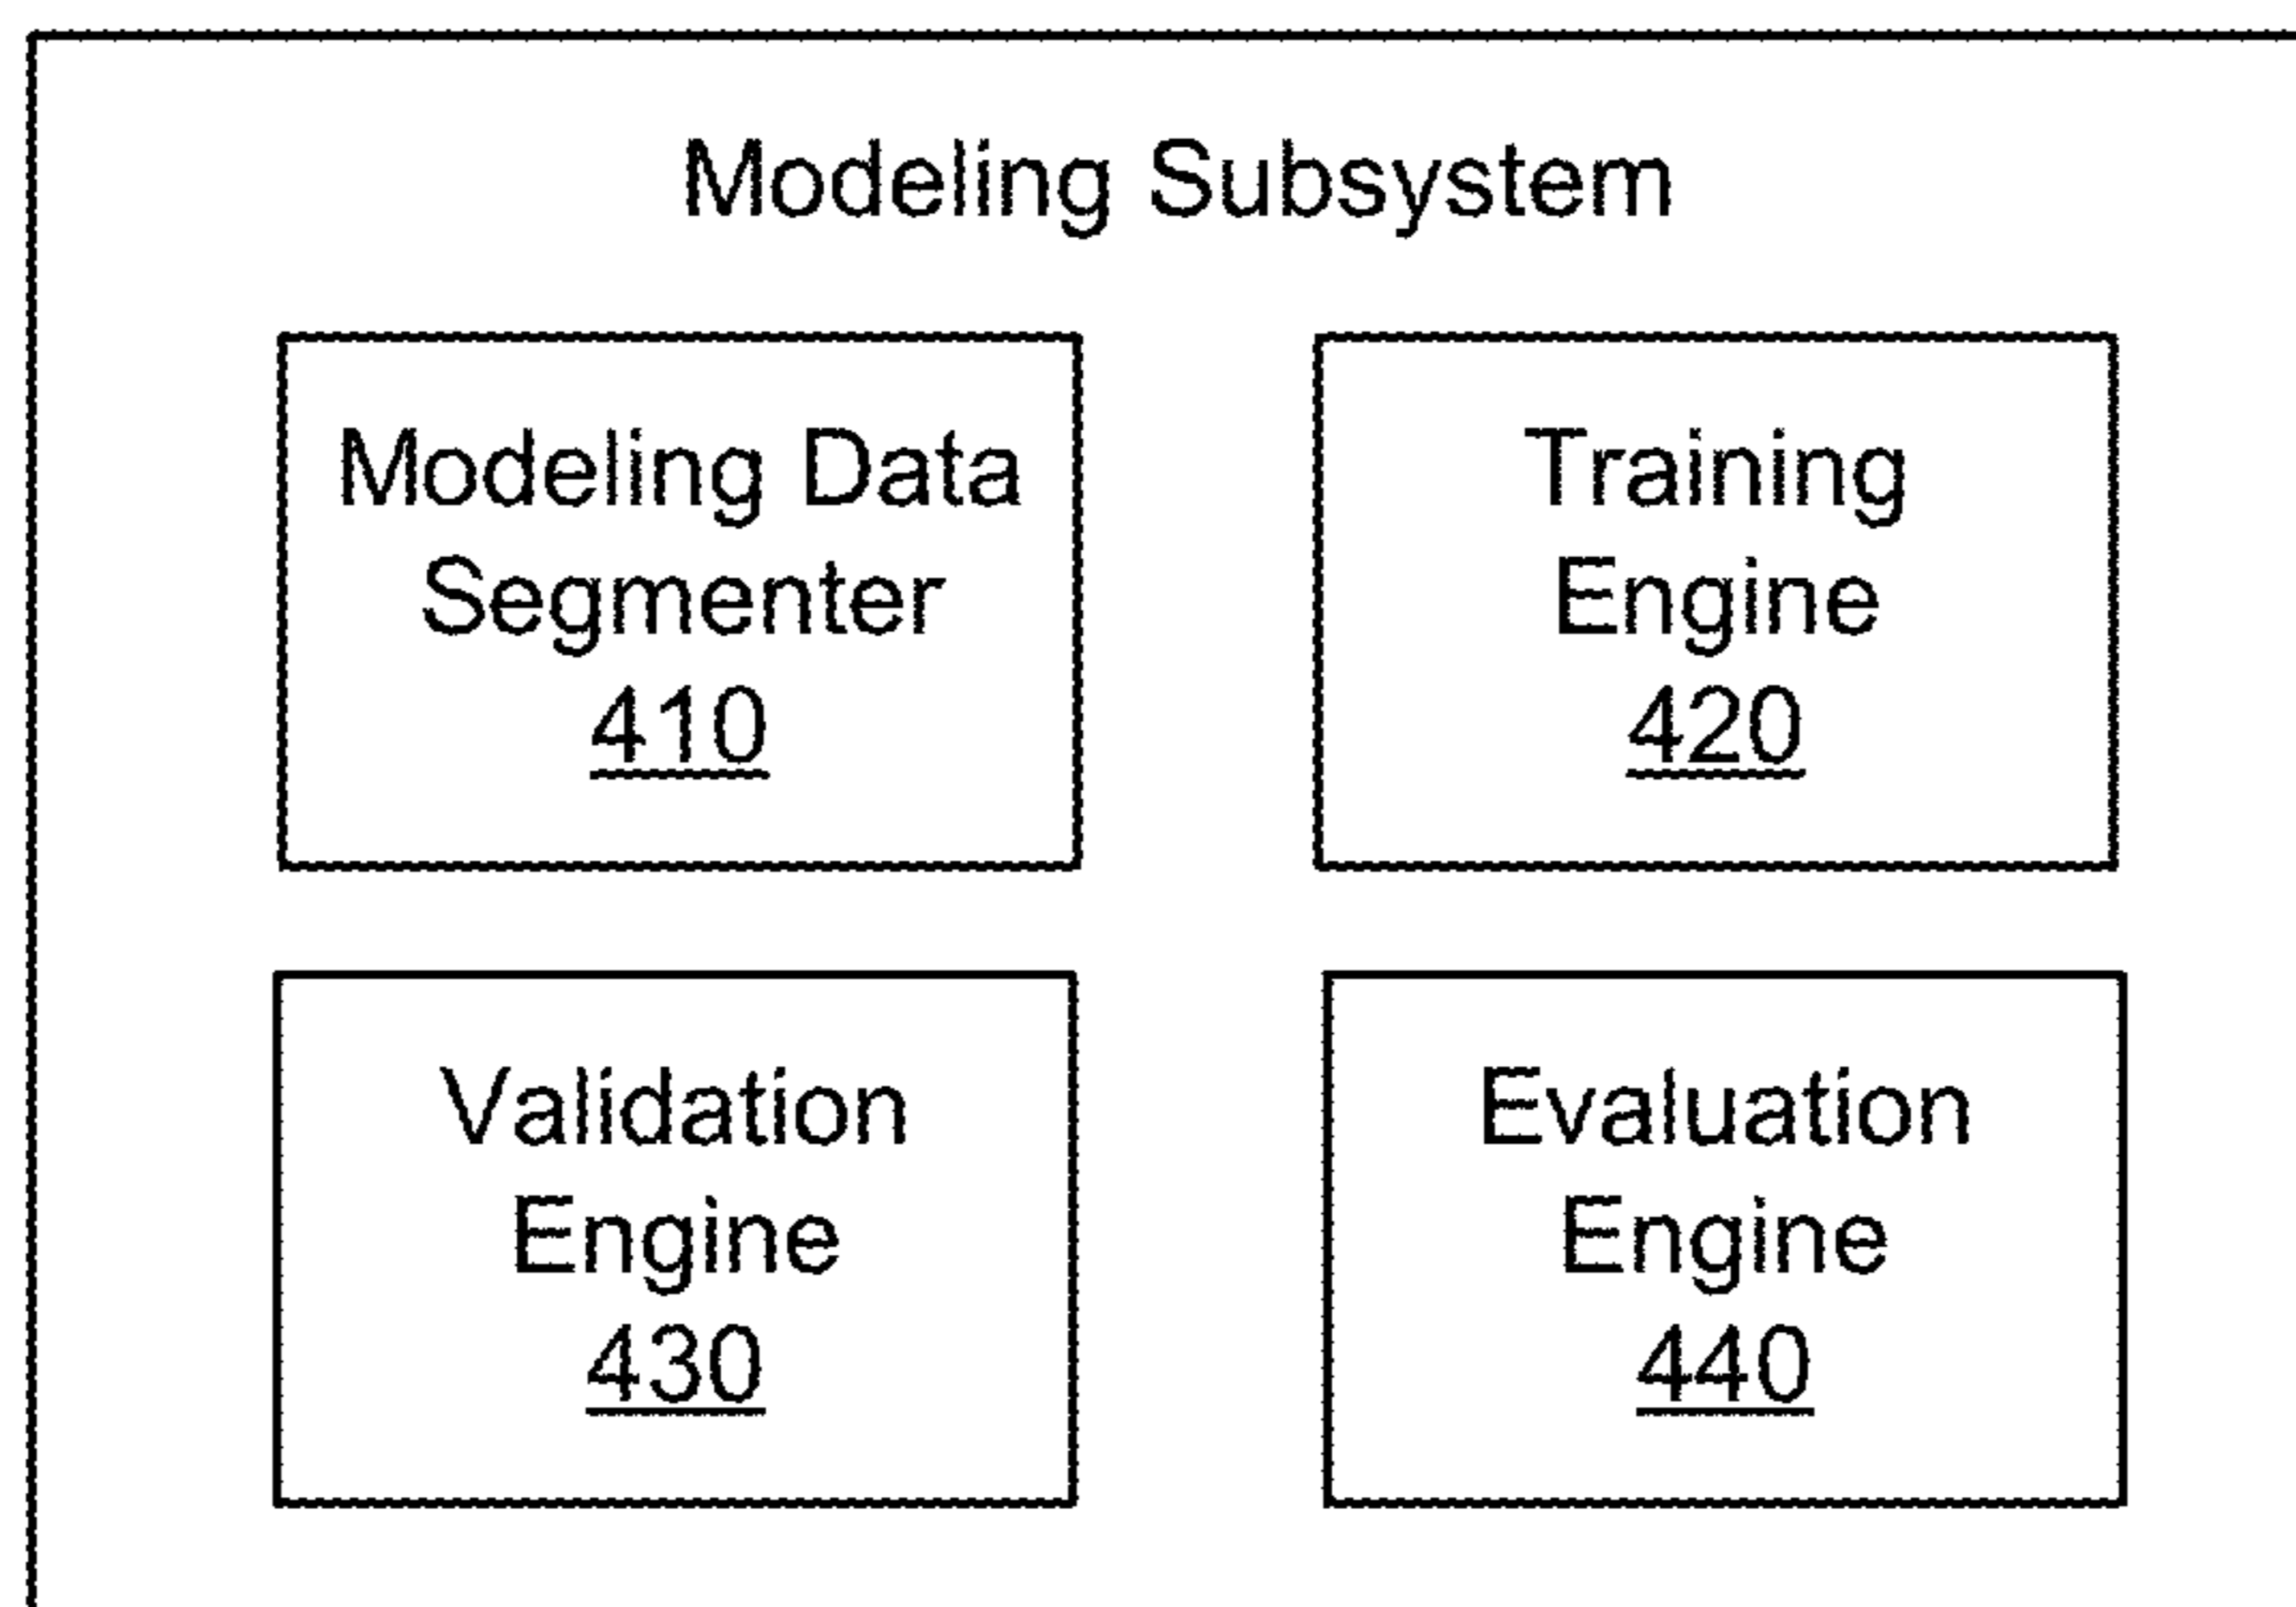 Modeling Subsystem
Modeling Data
Segmenter
410
Training
Engine
420
Validation
Engine
430
Evaluation
Engine
440